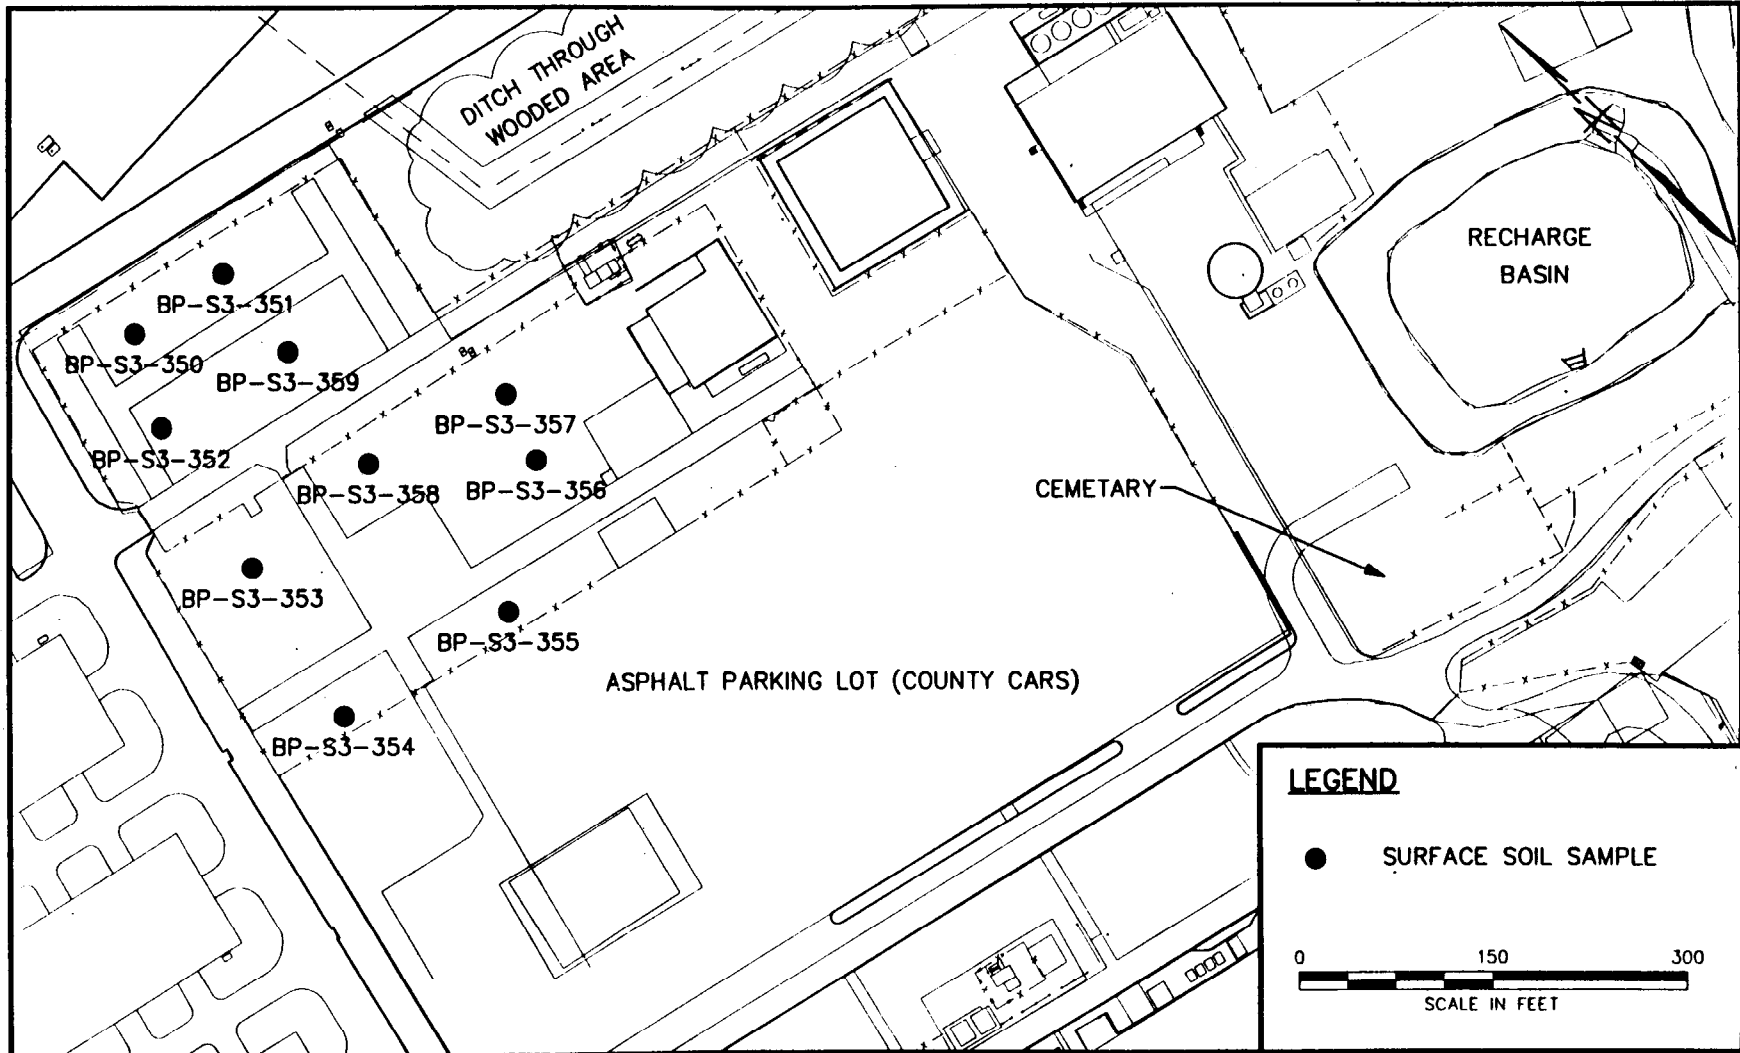 DITCH THROUGH
WOODED AREA
RECHARGE
BASIN
BP-S3-351
BP-S3-350
BP-S3-359
BP-S3-357
BP-S3-352
BP-S3-358
BP-S3-356
CEMETARY
BP-S3-353
BP-S3-355
ASPHALT PARKING LOT (COUNTY CARS)
BP-S3-354
LEGEND
SURFACE SOIL SAMPLE
0 150 300
SCALE IN FEET